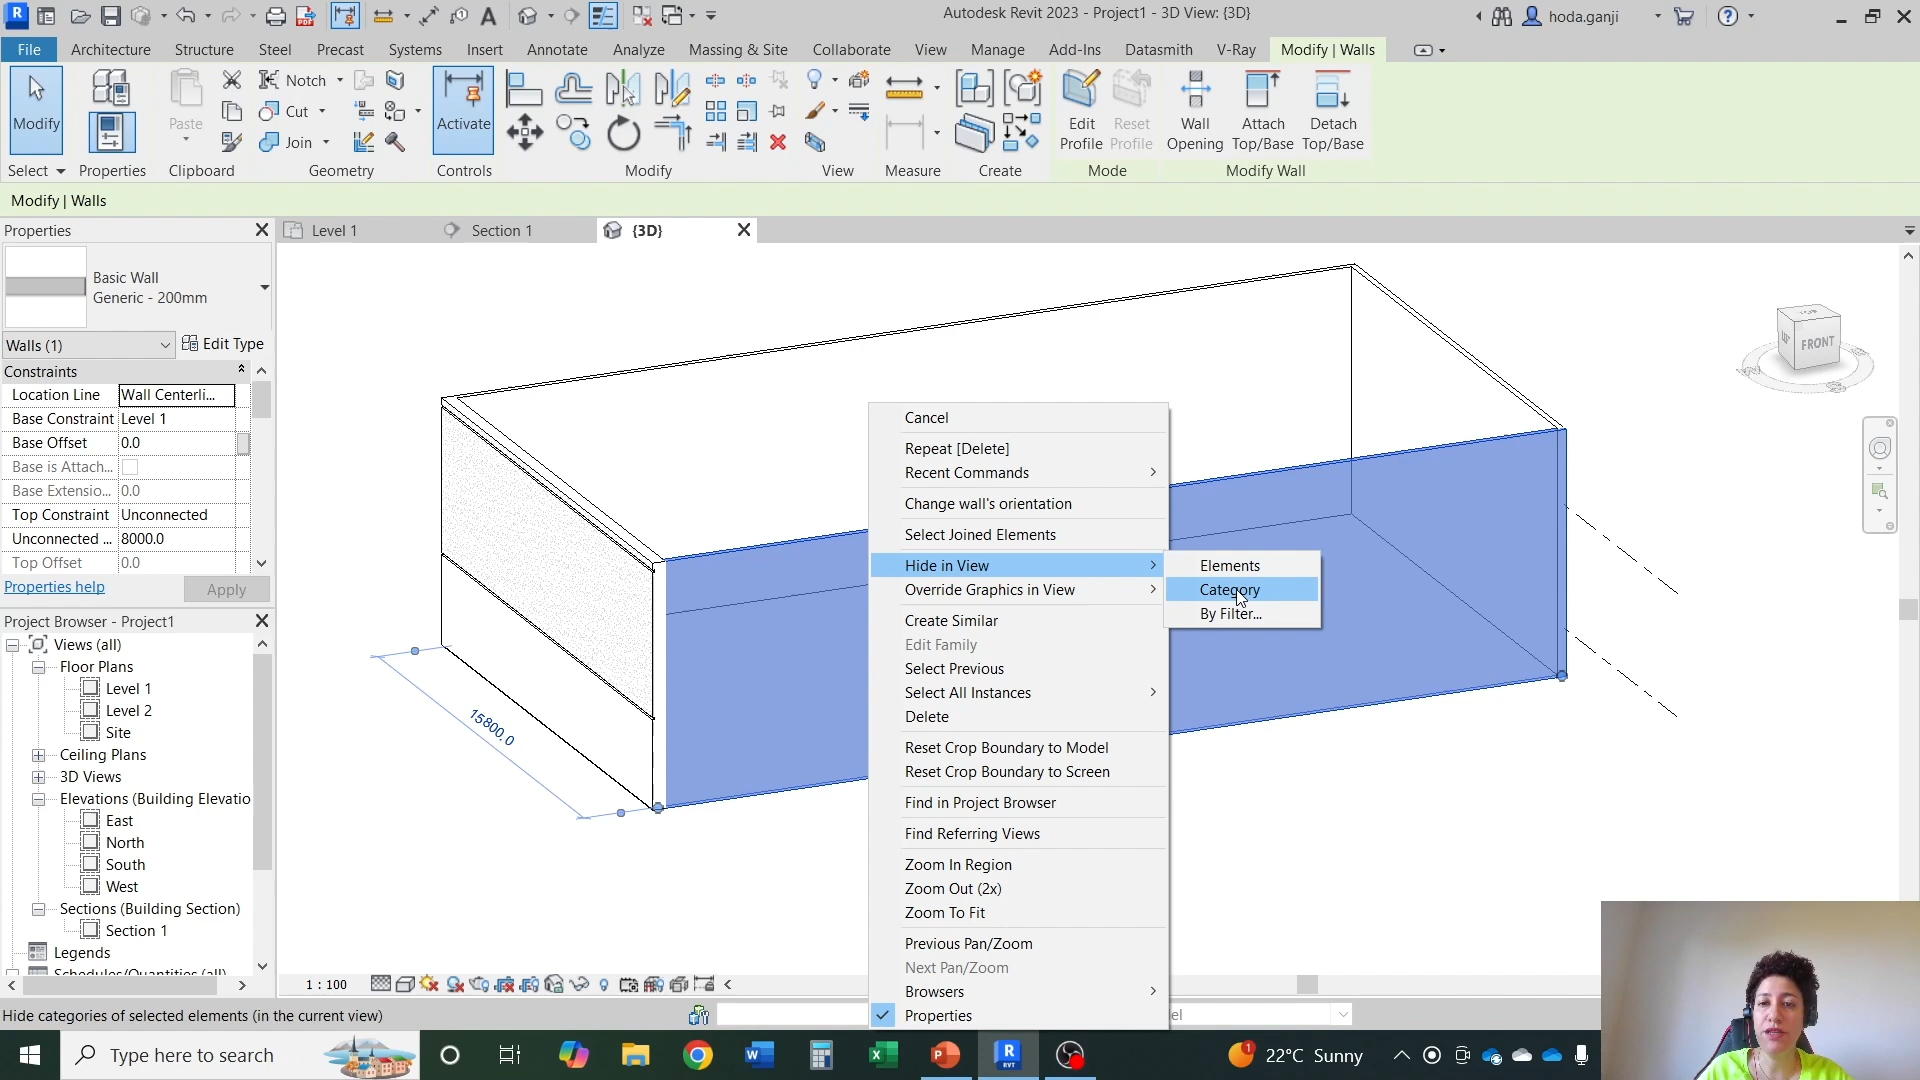 Autodesk Revit 2023 - Project1 - 3D View: {3D}
hoda.ganji
File
Architecture
Structure
Steel
Precast
Systems
Insert
Annotate
Analyze
Massing & Site
Collaborate
View
Manage
Add-Ins
Datasmith
V-Ray
Modify | Walls
Modify
Paste
Notch
Cut
Join
Activate
Edit
Profile
Reset
Profile
Wall
Opening
Attach
Top/Base
Detach
Top/Base
Select
Properties
Clipboard
Geometry
Controls
Modify
View
Measure
Create
Mode
Modify Wall
Modify | Walls
Properties
Basic Wall
Generic - 200mm
Walls (1)
Edit Type
Constraints
Location Line Wall Centerli...
Base Constraint Level 1
Base Offset 0.0
Base is Attach...
Base Extensio... 0.0
Top Constraint Unconnected
Unconnected ... 8000.0
Top Offset 0.0
Properties help
Apply
Project Browser - Project1
Views (all)
Floor Plans
Level 1
Level 2
Site
Ceiling Plans
3D Views
Elevations (Building Elevatio
East
North
South
West
Sections (Building Section)
Section 1
Legends
Schedules/Quantities (all)
Level 1
Section 1
{3D}
TOP
FRONT
15800.0
Cancel
Repeat [Delete]
Recent Commands
Change wall's orientation
Select Joined Elements
Hide in View
Override Graphics in View
Create Similar
Edit Family
Select Previous
Select All Instances
Delete
Reset Crop Boundary to Model
Reset Crop Boundary to Screen
Find in Project Browser
Find Referring Views
Zoom In Region
Zoom Out (2x)
Zoom To Fit
Previous Pan/Zoom
Next Pan/Zoom
Browsers
Properties
Elements
Category
By Filter...
1 : 100
Hide categories of selected elements (in the current view)
el
Type here to search
22°C Sunny